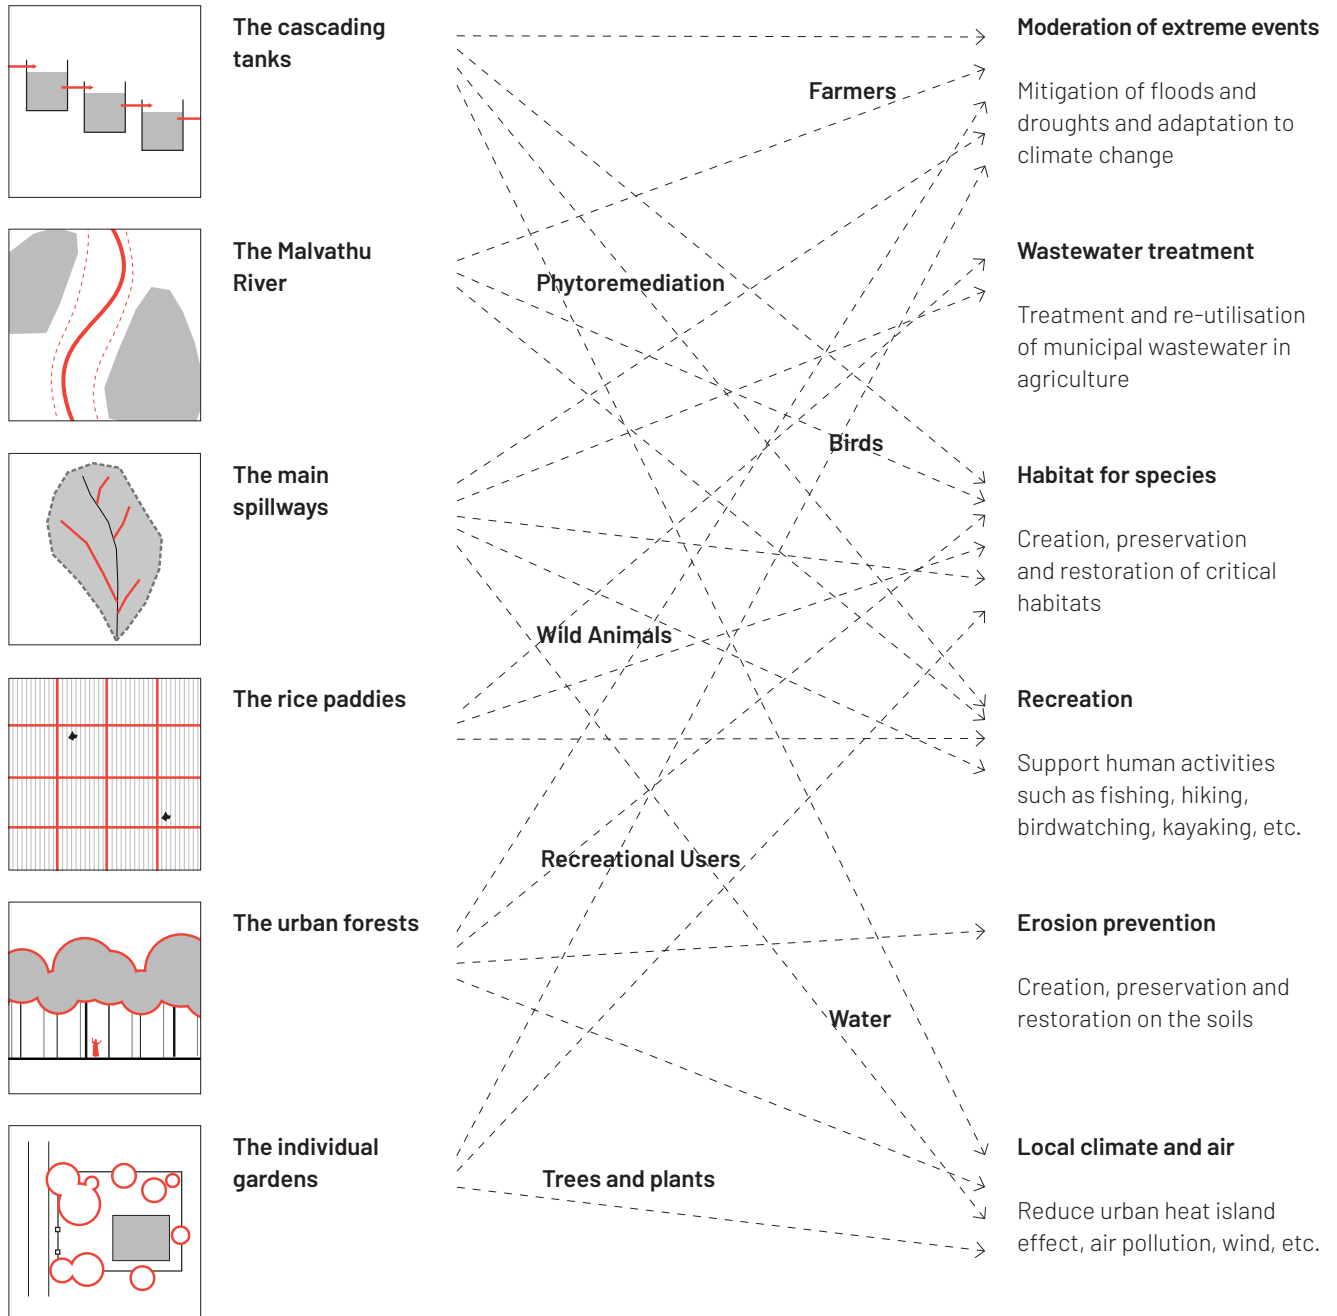 The cascading
tanks
The Malvathu
River
The main
spillways
The rice paddies
The urban forests
The individual
gardens
Farmers
Phytoremediation
Birds
Wild Animals
Recreational Users
Water
Trees and plants
Moderation of extreme events
Mitigation of floods and
droughts and adaptation to
climate change
Wastewater treatment
Treatment and re-utilisation
of municipal wastewater in
agriculture
Habitat for species
Creation, preservation
and restoration of critical
habitats
Recreation
Support human activities
such as fishing, hiking,
birdwatching, kayaking, etc.
Erosion prevention
Creation, preservation and
restoration on the soils
Local climate and air
Reduce urban heat island
effect, air pollution, wind, etc.